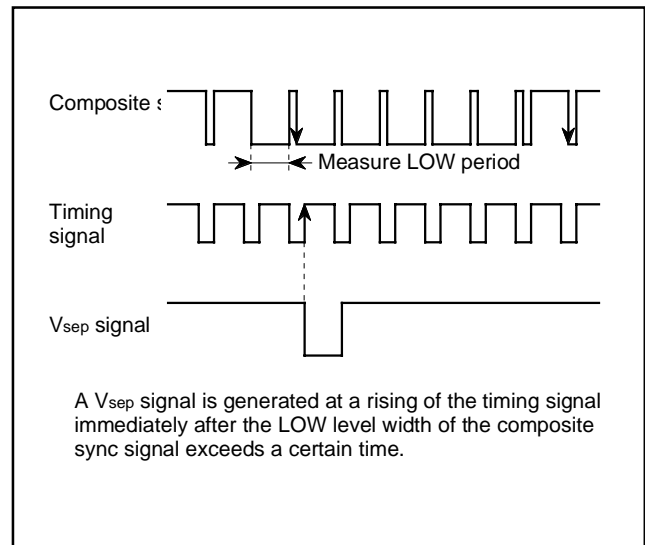 Composite
Measure LOW period
Timing
signal
Vsep signal
A Vsep signal is generated at a rising of the timing signal
immediately after the LOW level width of the composite
sync signal exceeds a certain time.